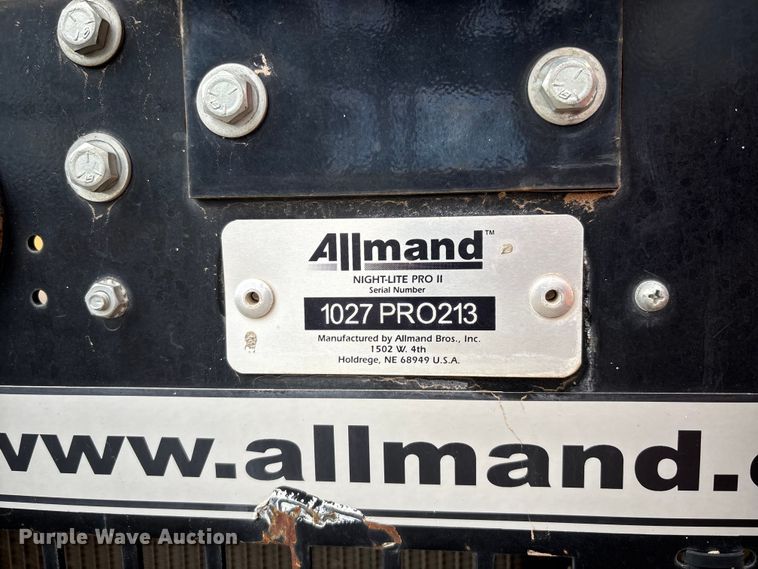 Allmand™
NIGHT-LITE PRO II
Serial Number
1027 PRO213
Manufactured by Allmand Bros., Inc.
1502 W. 4th
Holdrege, NE 68949 U.S.A.
www.allmand.
Purple Wave Auction